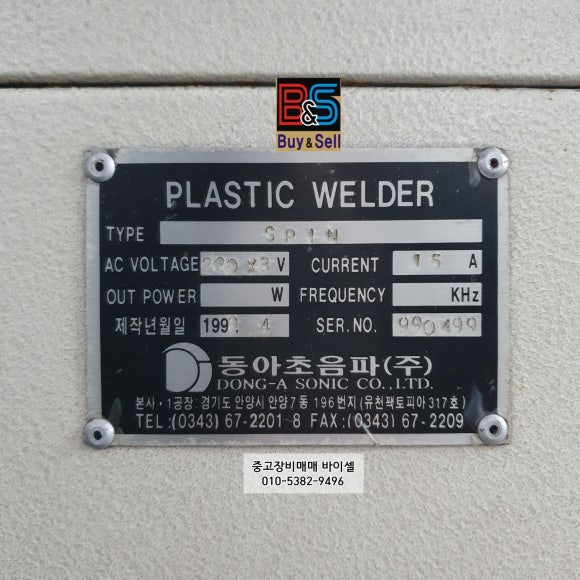 B&S
Buy & Sell
PLASTIC WELDER
TYPE SPIN
AC VOLTAGE 220x3 V CURRENT 15 A
OUT POWER W FREQUENCY KHz
제작년월일 199 . 4 SER.NO. 990499
동아초음파(주)
DONG-A SONIC CO.,LTD.
본사·1공장:경기도 안양시 안양7동 196번지 (유천팩토피아 317호)
TEL:(0343) 67-2201 8 FAX:(0343) 67-2209
중고장비매매 바이셀
010-5382-9496